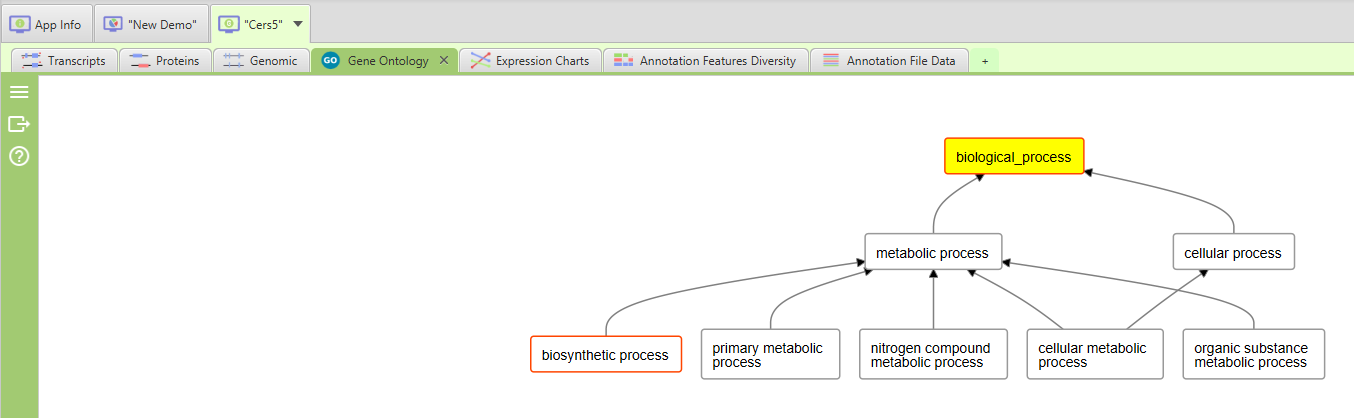 App Info "New Demo" "Cers5"
Transcripts Proteins Genomic GO Gene Ontology Expression Charts Annotation Features Diversity Annotation File Data +
biological_process
metabolic process cellular process
biosynthetic process
primary metabolic
process
nitrogen compound
metabolic process
cellular metabolic
process
organic substance
metabolic process